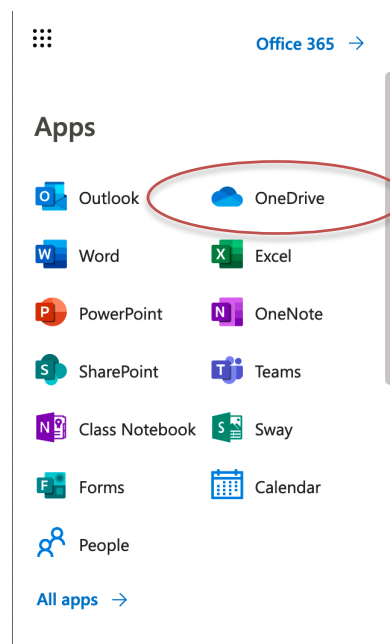 Office 365 →
Apps
Outlook OneDrive
Word Excel
PowerPoint OneNote
SharePoint Teams
Class Notebook Sway
Forms Calendar
People
All apps →